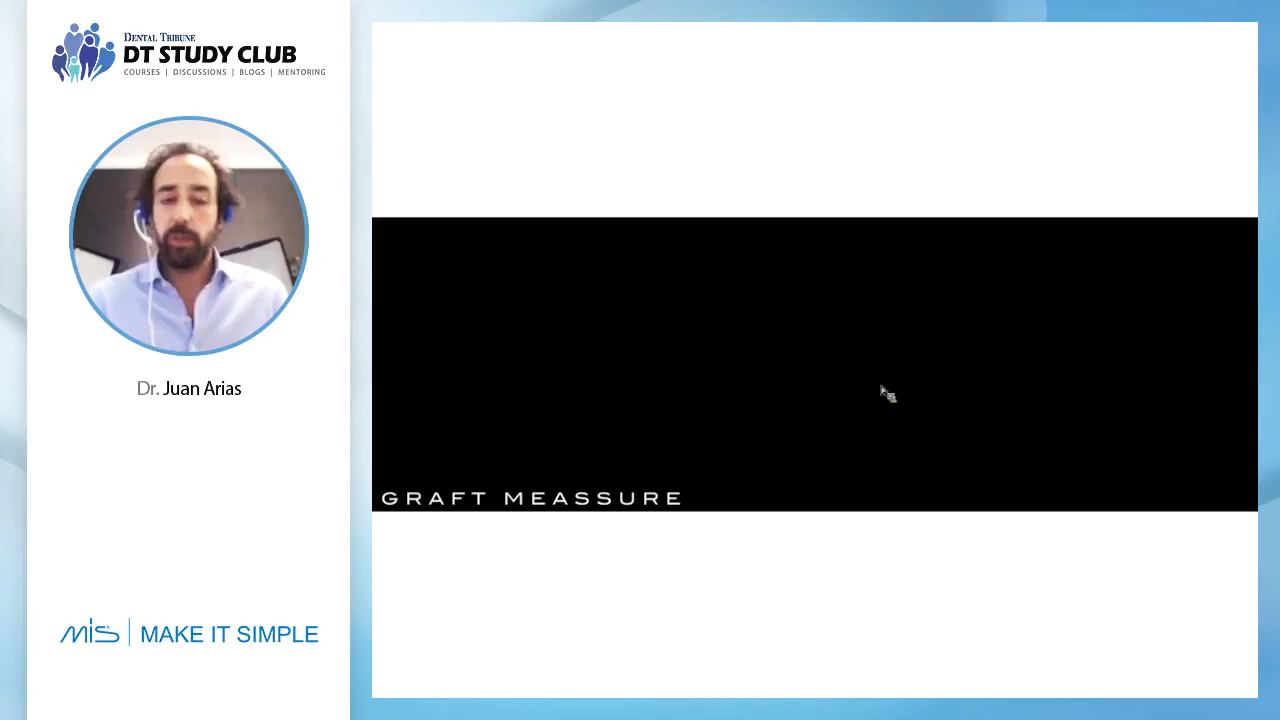 DENTAL TRIBUNE
DT STUDY CLUB
COURSES | DISCUSSIONS | BLOGS | MENTORING
Dr. Juan Arias
GRAFT MEASSURE
mis | MAKE IT SIMPLE